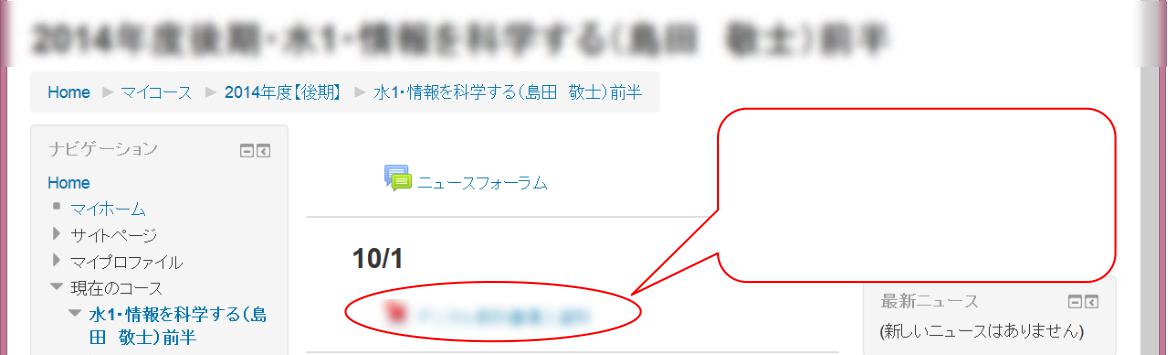 2014年度後期・水1・情報を科学する（島田　敬士）前半
Home ▶ マイコース ▶ 2014年度【後期】 ▶ 水1・情報を科学する（島田　敬士）前半
ナビゲーション
Home
マイホーム
サイトページ
マイプロファイル
現在のコース
水1・情報を科学する（島
田　敬士）前半
ニュースフォーラム
10/1
最新ニュース
(新しいニュースはありません)